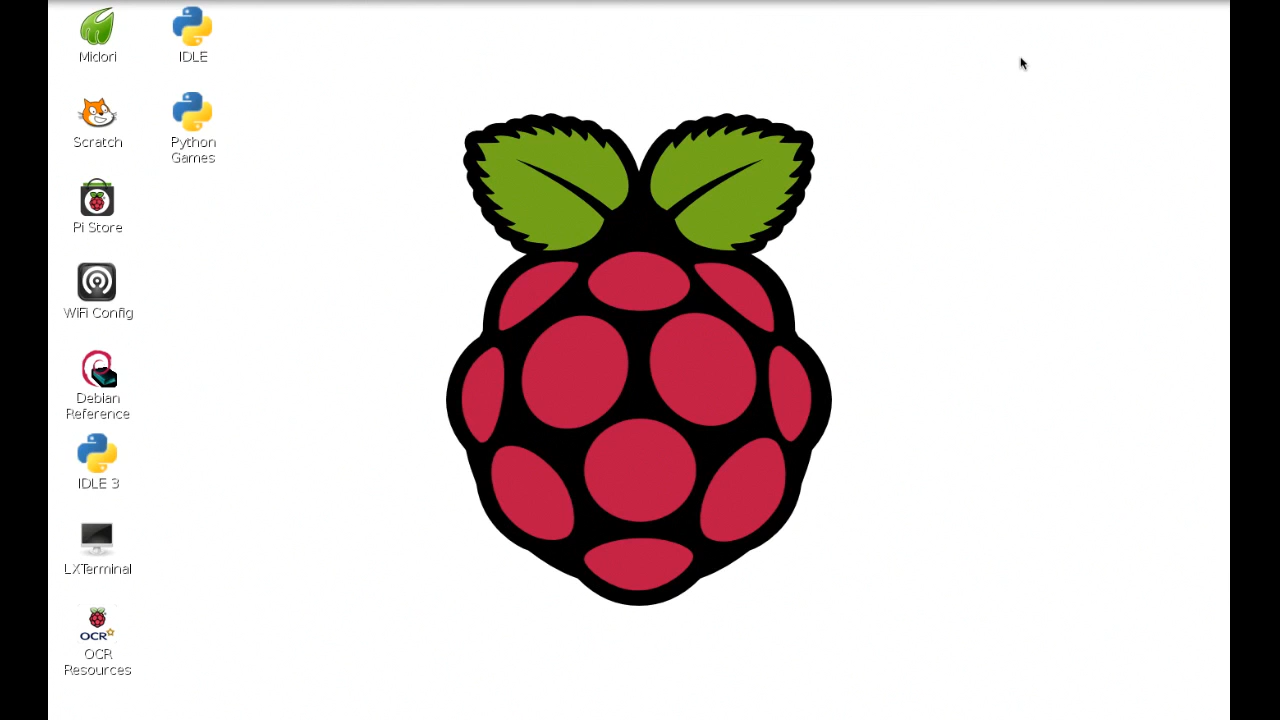 Midori
IDLE
Scratch
Python
Games
Pi Store
WiFi Config
Debian
Reference
IDLE 3
LXTerminal
OCR
OCR
Resources